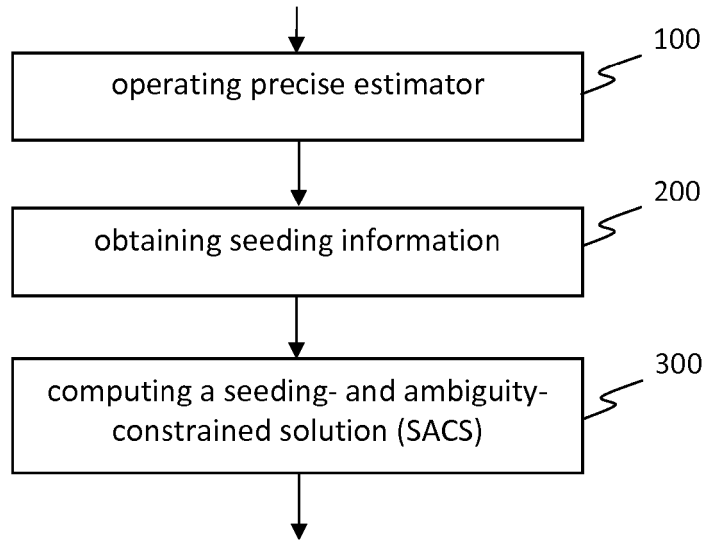 100
operating precise estimator
200
obtaining seeding information
300
computing a seeding- and ambiguity-
constrained solution (SACS)